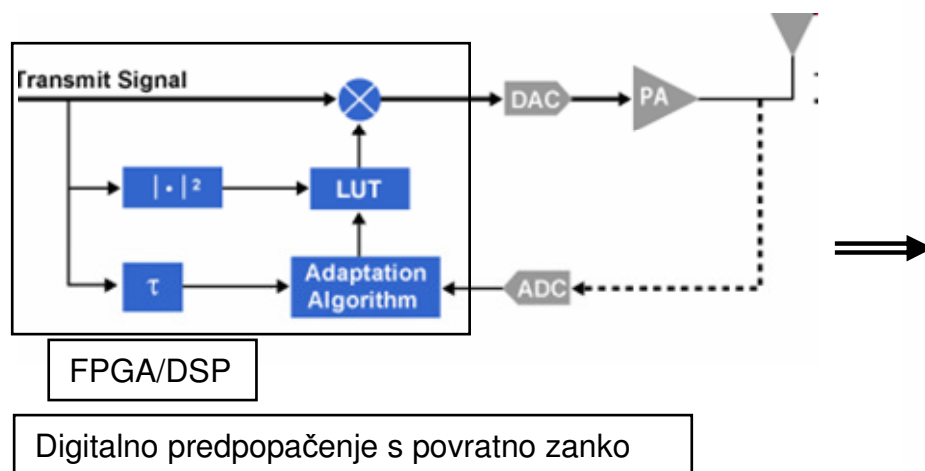 Transmit Signal
DAC
PA
|•|²
LUT
τ
Adaptation
Algorithm
ADC
FPGA/DSP
Digitalno predpopačenje s povratno zanko